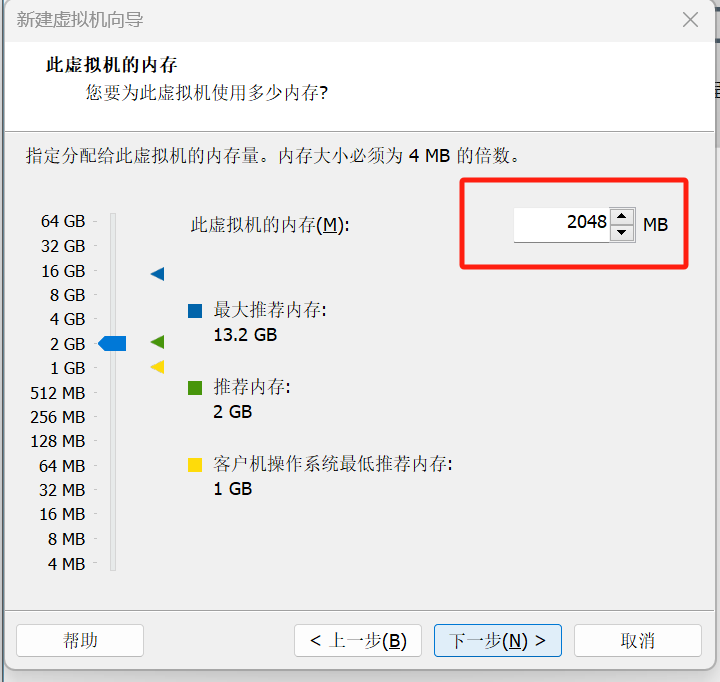 新建虚拟机向导
此虚拟机的内存
您要为此虚拟机使用多少内存?
指定分配给此虚拟机的内存量。内存大小必须为 4 MB 的倍数。
64 GB
32 GB
16 GB
8 GB
4 GB
2 GB
1 GB
512 MB
256 MB
128 MB
64 MB
32 MB
16 MB
8 MB
4 MB
此虚拟机的内存(M): 2048 MB
最大推荐内存:
13.2 GB
推荐内存:
2 GB
客户机操作系统最低推荐内存:
1 GB
帮助 < 上一步(B) 下一步(N) > 取消